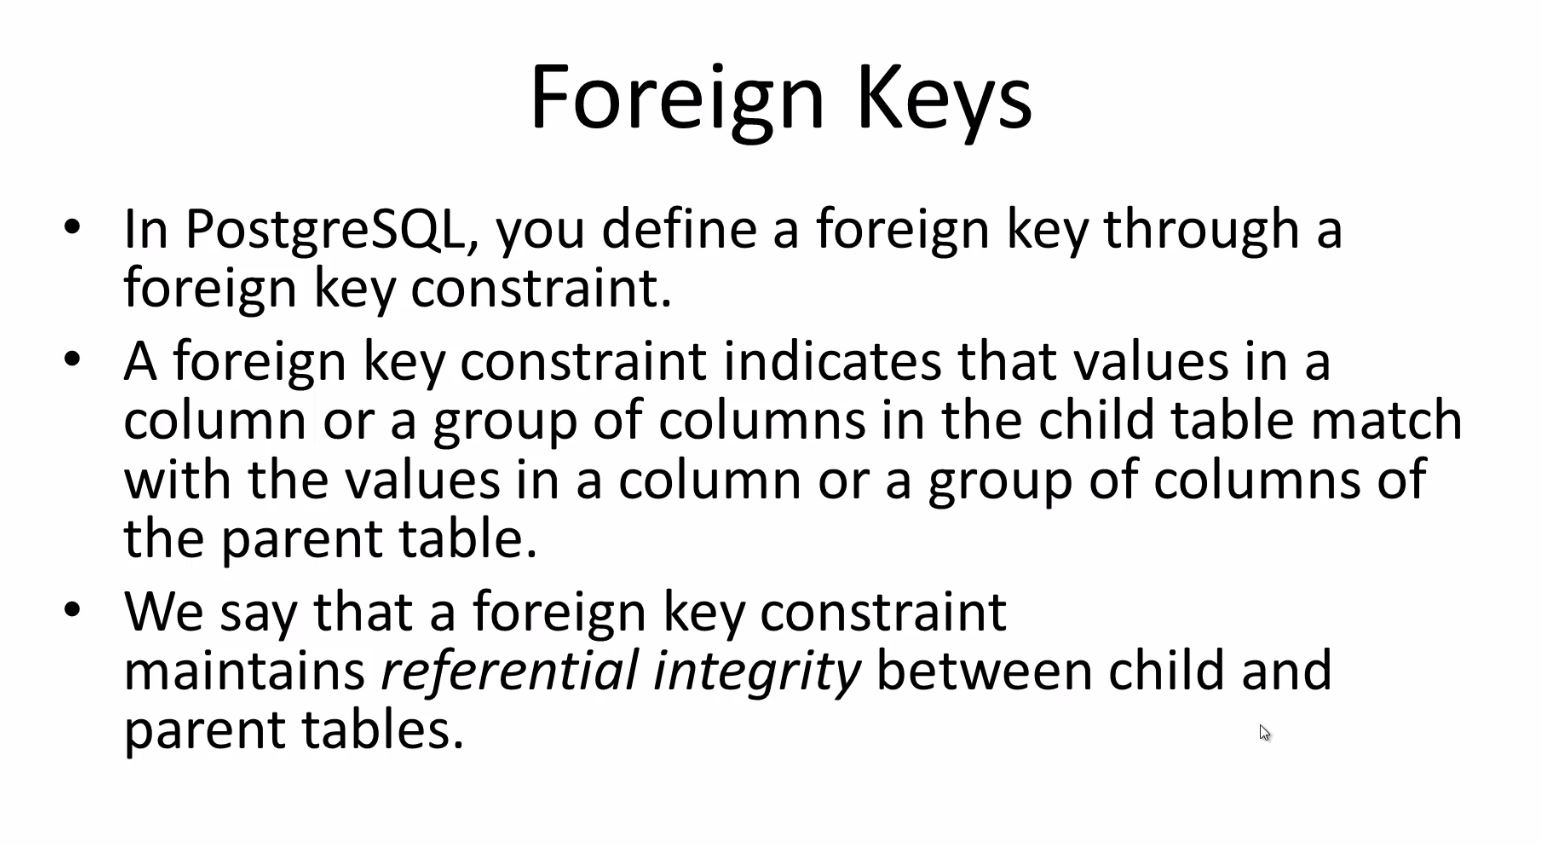 Foreign Keys
• In PostgreSQL, you define a foreign key through a
foreign key constraint.
• A foreign key constraint indicates that values in a
column or a group of columns in the child table match
with the values in a column or a group of columns of
the parent table.
• We say that a foreign key constraint
maintains referential integrity between child and
parent tables.